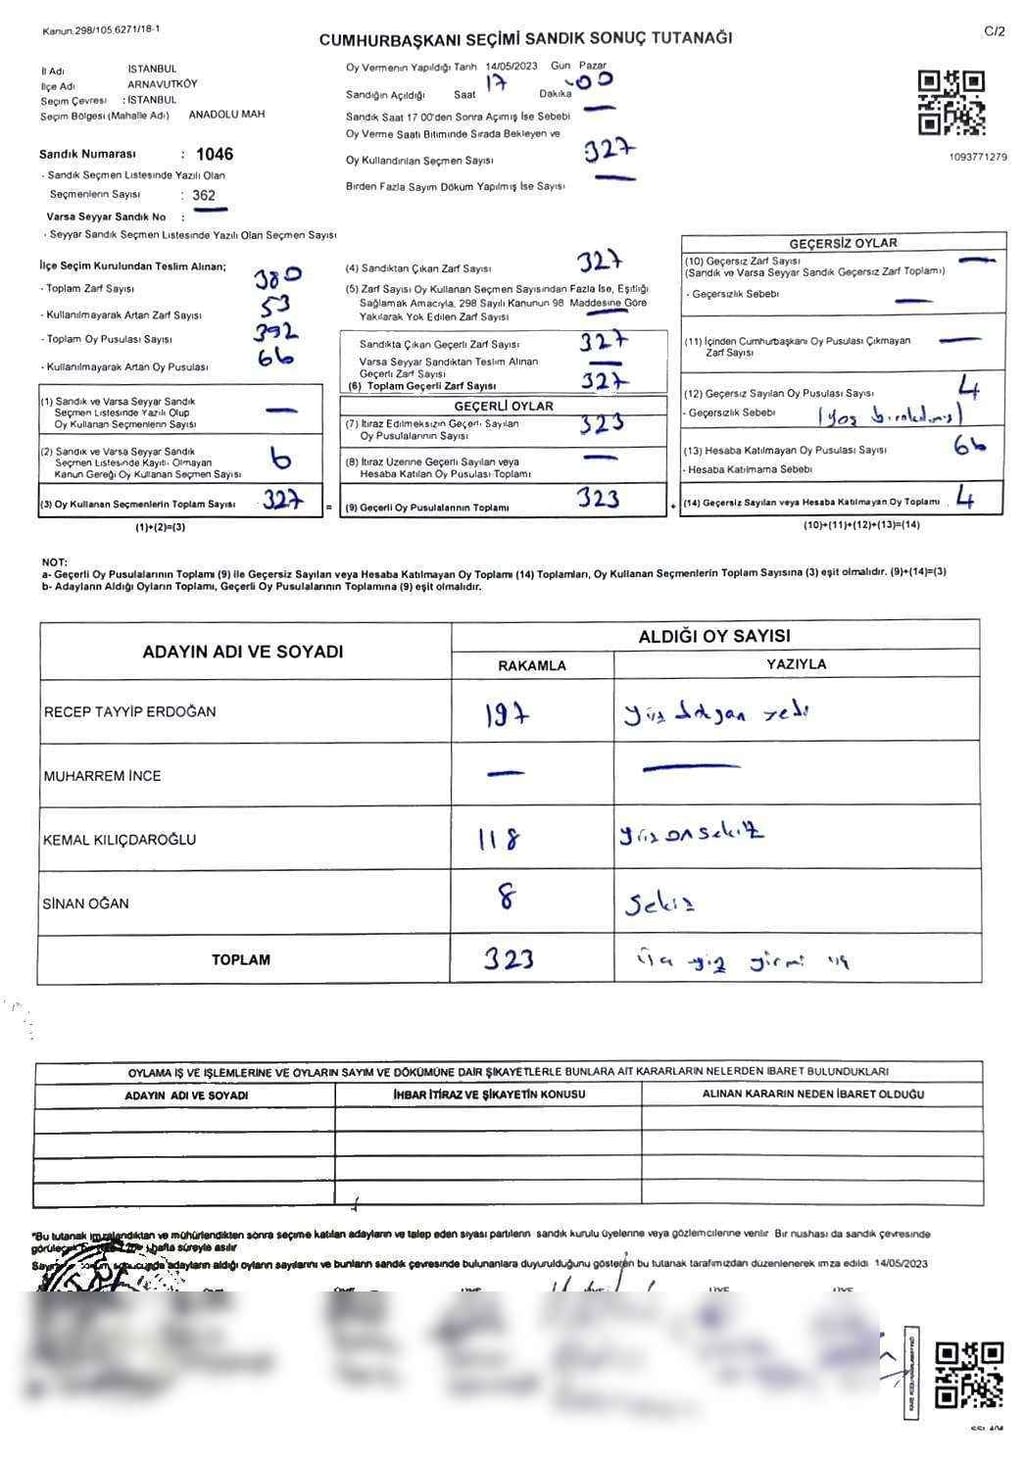 Kanun.298/105.6271/18-1
C/2
CUMHURBAŞKANI SEÇİMİ SANDIK SONUÇ TUTANAĞI
İl Adı İSTANBUL
İlçe Adı ARNAVUTKÖY
Seçim Çevresi : İSTANBUL
Seçim Bölgesi (Mahalle Adı) ANADOLU MAH
Sandık Numarası : 1046
- Sandık Seçmen Listesinde Yazılı Olan
Seçmenlerin Sayısı : 362
Varsa Seyyar Sandık No :
- Seyyar Sandık Seçmen Listesinde Yazılı Olan Seçmen Sayısı
Oy Vermenin Yapıldığı Tarih 14/05/2023 Gün Pazar
Sandığın Açıldığı Saat 17 Dakika 00
Sandık Saat 17 00'den Sonra Açımış İse Sebebi —
Oy Verme Saati Bitiminde Sırada Bekleyen ve
Oy Kullandırılan Seçmen Sayısı 327
Birden Fazla Sayım Döküm Yapılmış İse Sayısı —
1093771279
İlçe Seçim Kurulundan Teslim Alınan;
- Toplam Zarf Sayısı 380
- Kullanılmayarak Artan Zarf Sayısı 53
- Toplam Oy Pusulası Sayısı 392
- Kullanılmayarak Artan Oy Pusulası 66
(1) Sandık ve Varsa Seyyar Sandık
Seçmen Listesinde Yazılı Olup
Oy Kullanan Seçmenlerin Sayısı —
(2) Sandık ve Varsa Seyyar Sandık
Seçmen Listesinde Kayıtlı Olmayan
Kanun Gereği Oy Kullanan Seçmen Sayısı 6
(3) Oy Kullanan Seçmenlerin Toplam Sayısı 327
(1)+(2)=(3)
(4) Sandıktan Çıkan Zarf Sayısı 327
(5) Zarf Sayısı Oy Kullanan Seçmen Sayısından Fazla İse, Eşitliği
Sağlamak Amacıyla, 298 Sayılı Kanunun 98 Maddesine Göre
Yakılarak Yok Edilen Zarf Sayısı —
Sandıkta Çıkan Geçerli Zarf Sayısı 327
Varsa Seyyar Sandıktan Teslim Alınan
Geçerli Zarf Sayısı —
(6) Toplam Geçerli Zarf Sayısı 327
GEÇERLİ OYLAR
(7) İtiraz Edilmeksizin Geçerli Sayılan
Oy Pusulalarının Sayısı 323
(8) İtiraz Üzerine Geçerli Sayılan veya
Hesaba Katılan Oy Pusulası Toplamı —
= (9) Geçerli Oy Pusulalarının Toplamı 323
GEÇERSİZ OYLAR
(10) Geçersiz Zarf Sayısı —
(Sandık ve Varsa Seyyar Sandık Geçersiz Zarf Toplamı)
- Geçersizlik Sebebi —
(11) İçinden Cumhurbaşkanı Oy Pusulası Çıkmayan
Zarf Sayısı —
(12) Geçersiz Sayılan Oy Pusulası Sayısı 4
- Geçersizlik Sebebi
(13) Hesaba Katılmayan Oy Pusulası Sayısı 66
- Hesaba Katılmama Sebebi
+ (14) Geçersiz Sayılan veya Hesaba Katılmayan Oy Toplamı 4
(10)+(11)+(12)+(13)=(14)
NOT:
a- Geçerli Oy Pusulalarının Toplamı (9) ile Geçersiz Sayılan veya Hesaba Katılmayan Oy Toplamı (14) Toplamları, Oy Kullanan Seçmenlerin Toplam Sayısına (3) eşit olmalıdır. (9)+(14)=(3)
b- Adayların Aldığı Oyların Toplamı, Geçerli Oy Pusulalarının Toplamına (9) eşit olmalıdır.
ADAYIN ADI VE SOYADI ALDIĞI OY SAYISI
RAKAMLA YAZIYLA
RECEP TAYYİP ERDOĞAN 197 yüz doksan yedi
MUHARREM İNCE — —
KEMAL KILIÇDAROĞLU 118 yüz on sekiz
SİNAN OĞAN 8 Sekiz
TOPLAM 323 üç yüz yirmi üç
OYLAMA İŞ VE İŞLEMLERİNE VE OYLARIN SAYIM VE DÖKÜMÜNE DAİR ŞİKAYETLERLE BUNLARA AİT KARARLARIN NELERDEN İBARET BULUNDUKLARI
ADAYIN ADI VE SOYADI İHBAR İTİRAZ VE ŞİKAYETİN KONUSU ALINAN KARARIN NEDEN İBARET OLDUĞU
*Bu tutanak imzalandıktan ve mühürlendikten sonra seçime katılan adayların ve talep eden siyasi partilerin sandık kurulu üyelerine veya gözlemcilerine verilir Bir nushası da sandık çevresinde
hafta süreyle asılır
adayların aldığı oyların sayılarını ve bunların sandık çevresinde bulunanlara duyurulduğunu gösteren bu tutanak tarafımızdan düzenlenerek imza edildi 14/05/2023